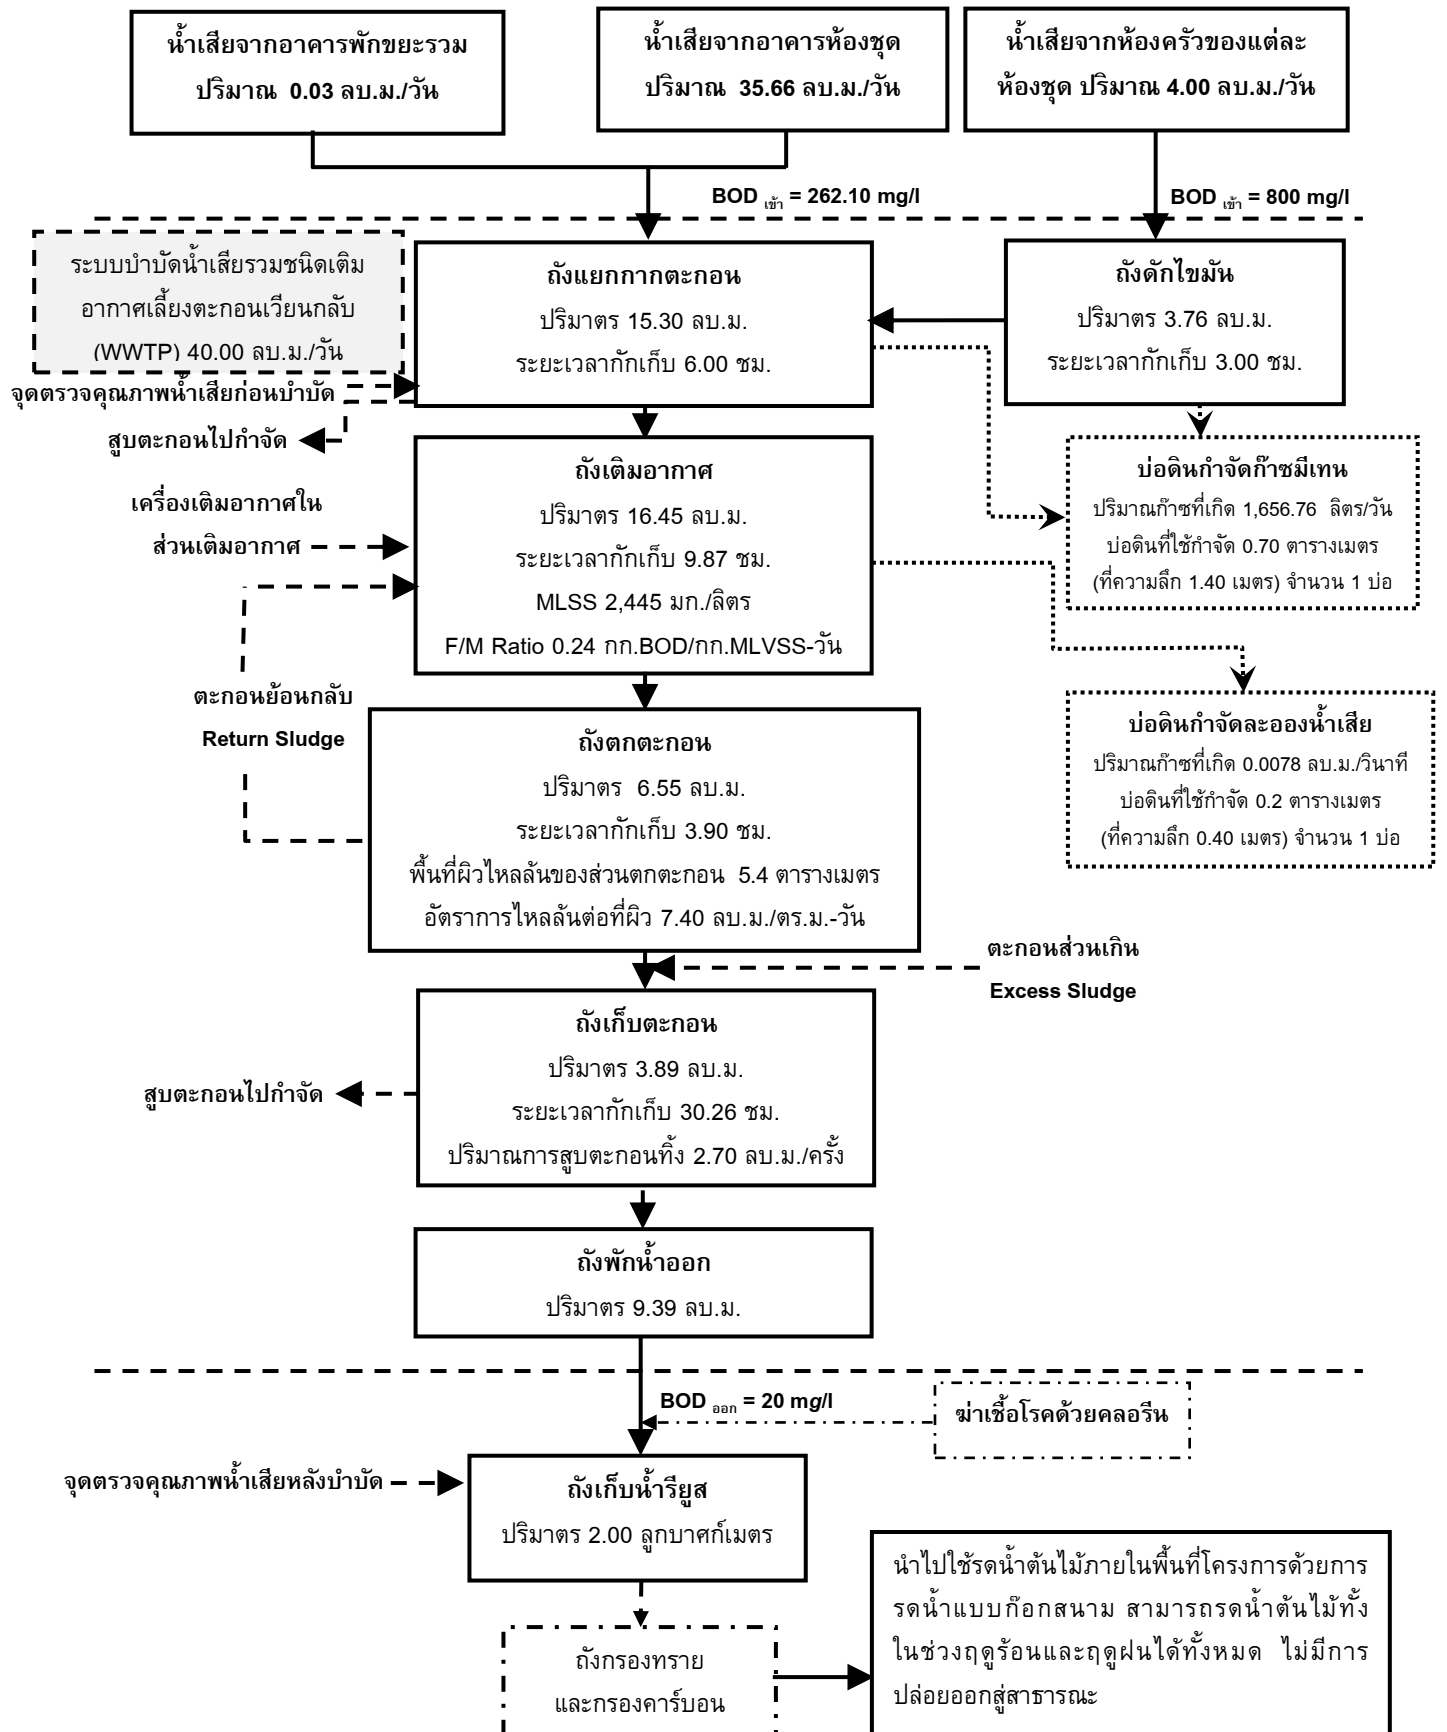 น้ำเสียจากอาคารพักขยะรวม
ปริมาณ 0.03 ลบ.ม./วัน
น้ำเสียจากอาคารห้องชุด
ปริมาณ 35.66 ลบ.ม./วัน
น้ำเสียจากห้องครัวของแต่ละ
ห้องชุด ปริมาณ 4.00 ลบ.ม./วัน
BOD เข้า = 262.10 mg/l
BOD เข้า = 800 mg/l
ระบบบำบัดน้ำเสียรวมชนิดเติม
อากาศเลี้ยงตะกอนเวียนกลับ
(WWTP) 40.00 ลบ.ม./วัน
ถังแยกกากตะกอน
ปริมาตร 15.30 ลบ.ม.
ระยะเวลากักเก็บ 6.00 ชม.
ถังดักไขมัน
ปริมาตร 3.76 ลบ.ม.
ระยะเวลากักเก็บ 3.00 ชม.
จุดตรวจคุณภาพน้ำเสียก่อนบำบัด
สูบตะกอนไปกำจัด
ถังเติมอากาศ
ปริมาตร 16.45 ลบ.ม.
ระยะเวลากักเก็บ 9.87 ชม.
MLSS 2,445 มก./ลิตร
F/M Ratio 0.24 กก.BOD/กก.MLVSS-วัน
เครื่องเติมอากาศใน
ส่วนเติมอากาศ
บ่อดินกำจัดก๊าซมีเทน
ปริมาณก๊าซที่เกิด 1,656.76 ลิตร/วัน
บ่อดินที่ใช้กำจัด 0.70 ตารางเมตร
(ที่ความลึก 1.40 เมตร) จำนวน 1 บ่อ
ตะกอนย้อนกลับ
Return Sludge
ถังตกตะกอน
ปริมาตร 6.55 ลบ.ม.
ระยะเวลากักเก็บ 3.90 ชม.
พื้นที่ผิวไหลล้นของส่วนตกตะกอน 5.4 ตารางเมตร
อัตราการไหลล้นต่อที่ผิว 7.40 ลบ.ม./ตร.ม.-วัน
บ่อดินกำจัดละอองน้ำเสีย
ปริมาณก๊าซที่เกิด 0.0078 ลบ.ม./วินาที
บ่อดินที่ใช้กำจัด 0.2 ตารางเมตร
(ที่ความลึก 0.40 เมตร) จำนวน 1 บ่อ
ตะกอนส่วนเกิน
Excess Sludge
ถังเก็บตะกอน
ปริมาตร 3.89 ลบ.ม.
ระยะเวลากักเก็บ 30.26 ชม.
ปริมาณการสูบตะกอนทิ้ง 2.70 ลบ.ม./ครั้ง
สูบตะกอนไปกำจัด
ถังพักน้ำออก
ปริมาตร 9.39 ลบ.ม.
BOD ออก = 20 mg/l
ฆ่าเชื้อโรคด้วยคลอรีน
จุดตรวจคุณภาพน้ำเสียหลังบำบัด
ถังเก็บน้ำรียูส
ปริมาตร 2.00 ลูกบาศก์เมตร
ถังกรองทราย
และกรองคาร์บอน
นำไปใช้รดน้ำต้นไม้ภายในพื้นที่โครงการด้วยการ
รดน้ำแบบก๊อกสนาม สามารถรดน้ำต้นไม้ทั้ง
ในช่วงฤดูร้อนและฤดูฝนได้ทั้งหมด ไม่มีการ
ปล่อยออกสู่สาธารณะ